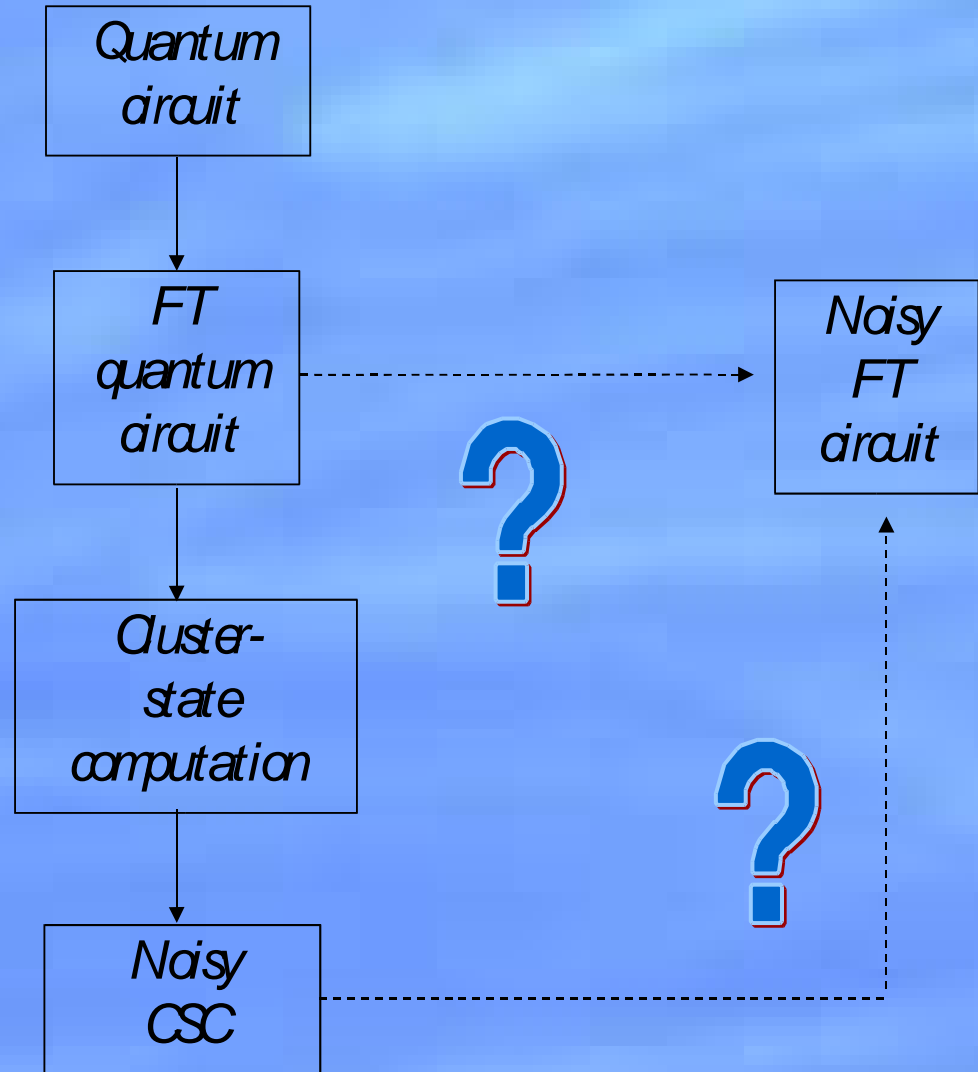 Quantum
circuit
FT
quantum
circuit
Noisy
FT
circuit
?
Cluster-
state
computation
?
Noisy
CSC